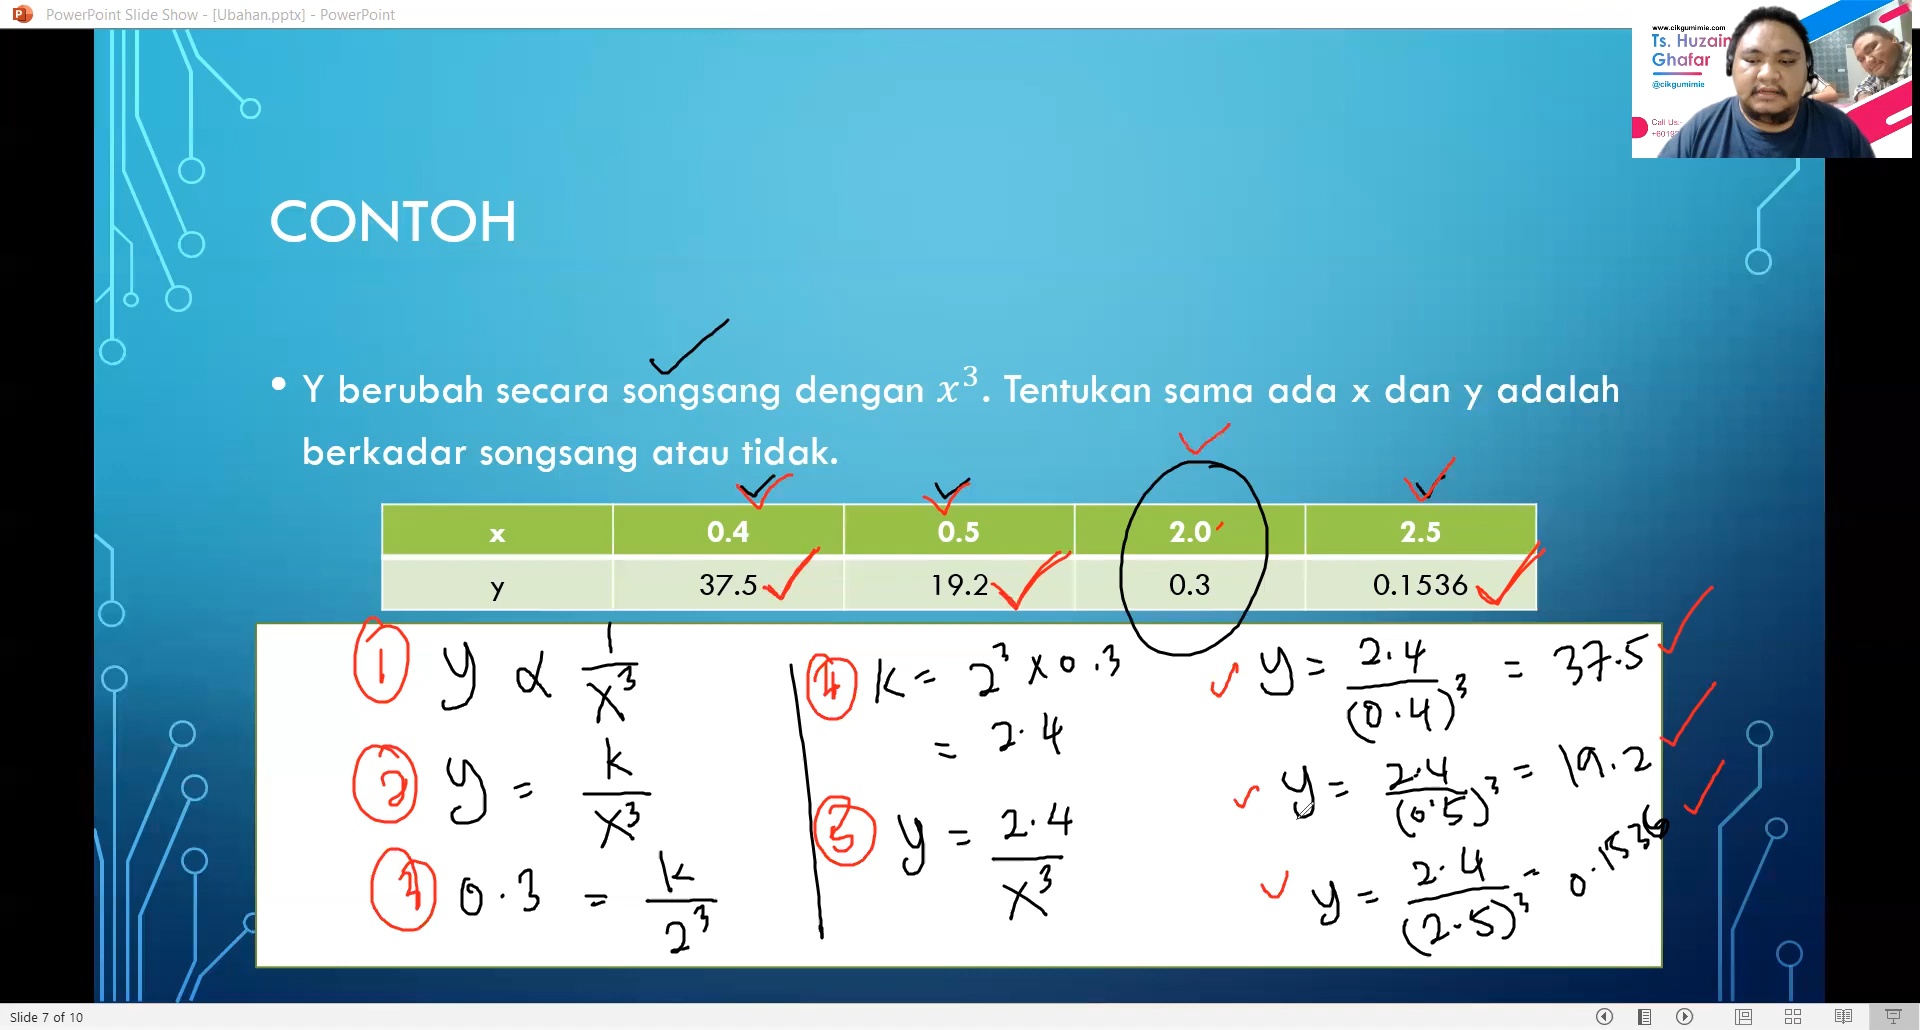 PowerPoint Slide Show - [Ubahan.pptx] - PowerPoint
www.cikgumimie.com
Ts. Huzain
Ghafar
@cikgumimie
Call Us:-
CONTOH
• Y berubah secara songsang dengan x³. Tentukan sama ada x dan y adalah
berkadar songsang atau tidak.
x 0.4 0.5 2.0 2.5
y 37.5 19.2 0.3 0.1536
1 y ∝ 1/x³
2 y = k/x³
0.3 = k/2³
4 k = 2³ x 0.3
= 2.4
5 y = 2.4/x³
y = 2.4/(0.4)³ = 37.5
y = 2.4/(0.5)³ = 19.2
y = 2.4/(2.5)³ = 0.1536
Slide 7 of 10